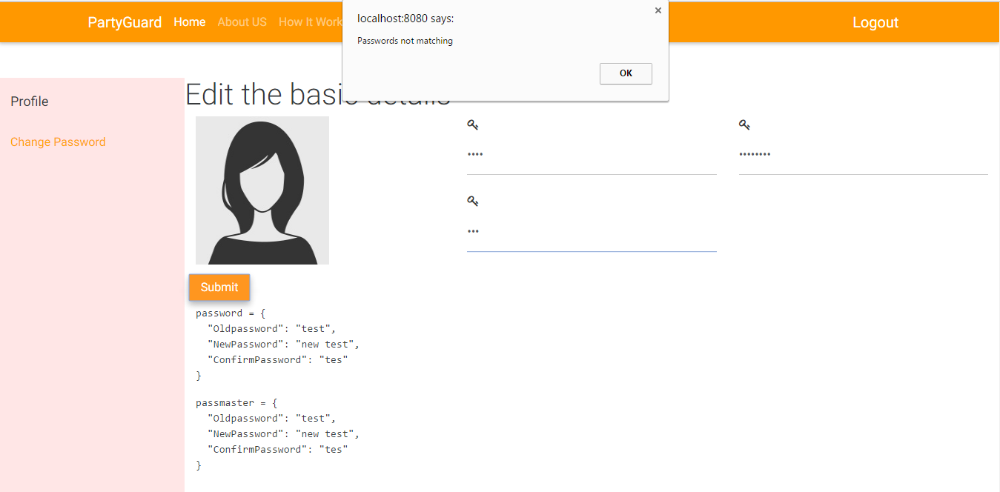 PartyGuard Home About US How It Work
Logout
localhost:8080 says:
Passwords not matching
OK
Profile
Change Password
Edit the basic details
••••
••••••••
•••
Submit
password = {
  "Oldpassword": "test",
  "NewPassword": "new test",
  "ConfirmPassword": "tes"
}
passmaster = {
  "Oldpassword": "test",
  "NewPassword": "new test",
  "ConfirmPassword": "tes"
}